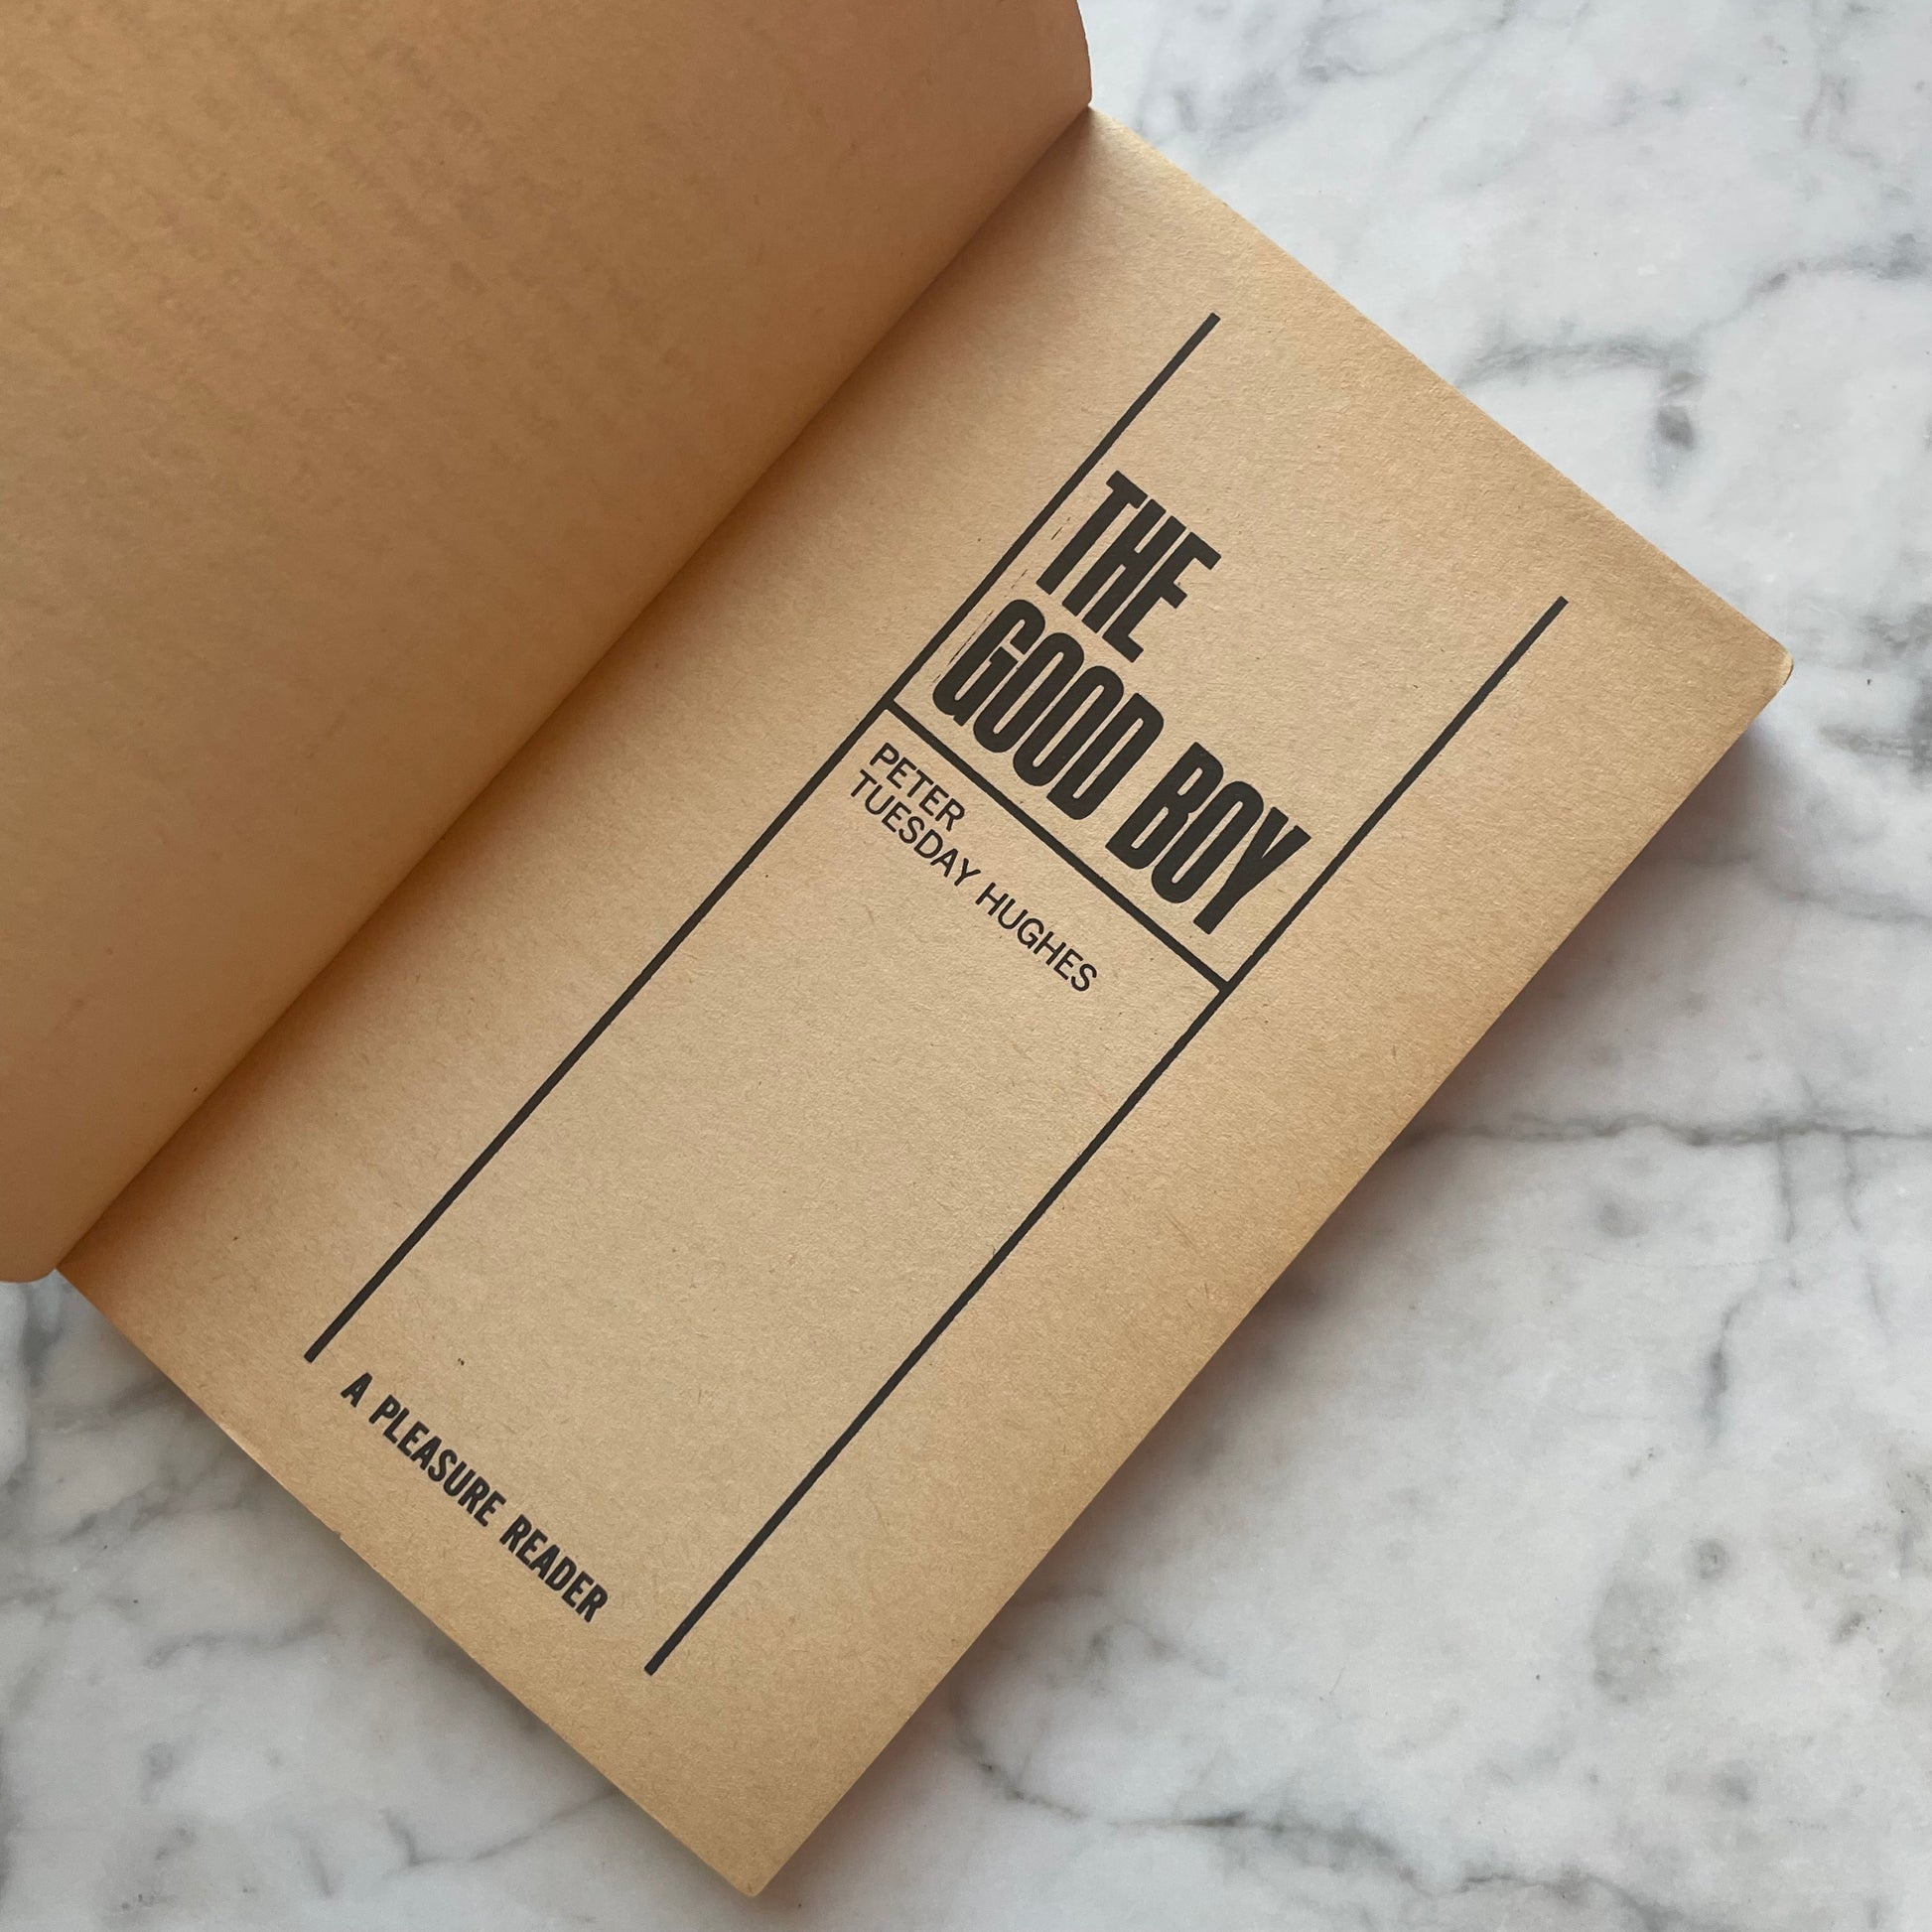 THE
GOOD BOY
PETER
TUESDAY HUGHES
A PLEASURE READER